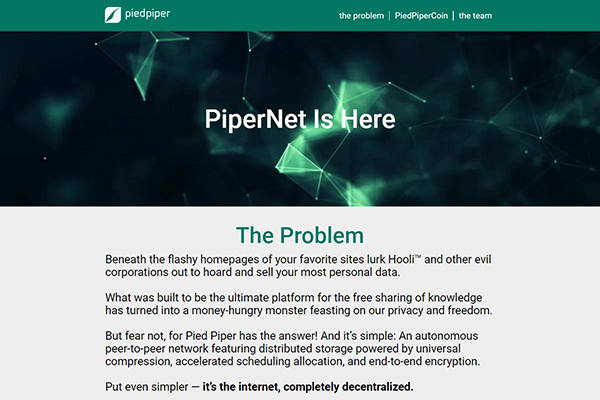 piedpiper
the problem | PiedPiperCoin | the team
PiperNet Is Here
The Problem
Beneath the flashy homepages of your favorite sites lurk Hooli™ and other evil
corporations out to hoard and sell your most personal data.
What was built to be the ultimate platform for the free sharing of knowledge
has turned into a money-hungry monster feasting on our privacy and freedom.
But fear not, for Pied Piper has the answer! And it's simple: An autonomous
peer-to-peer network featuring distributed storage powered by universal
compression, accelerated scheduling allocation, and end-to-end encryption.
Put even simpler — it's the internet, completely decentralized.